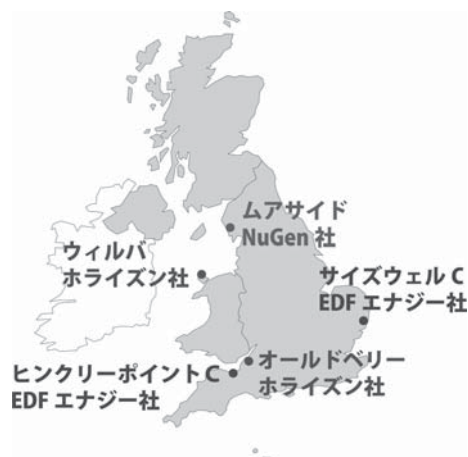 ムアサイド
NuGen 社
ウィルバ
ホライズン社
サイズウェル C
EDF エナジー社
オールドベリー
ホライズン社
ヒンクリーポイント C
EDF エナジー社